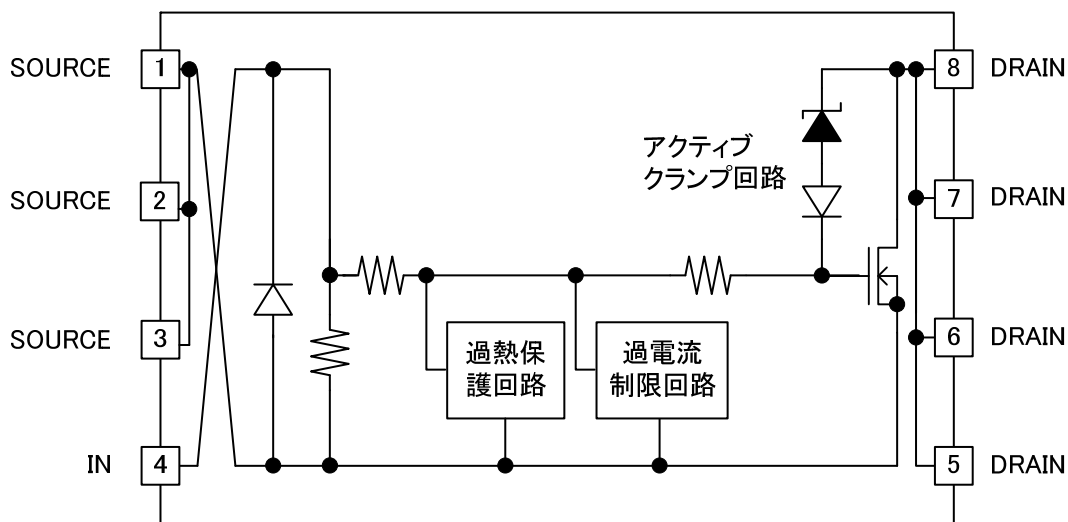 SOURCE 1
8 DRAIN
アクティブ
クランプ回路
SOURCE 2
7 DRAIN
SOURCE 3
過熱保
護回路
過電流
制限回路
6 DRAIN
IN 4
5 DRAIN